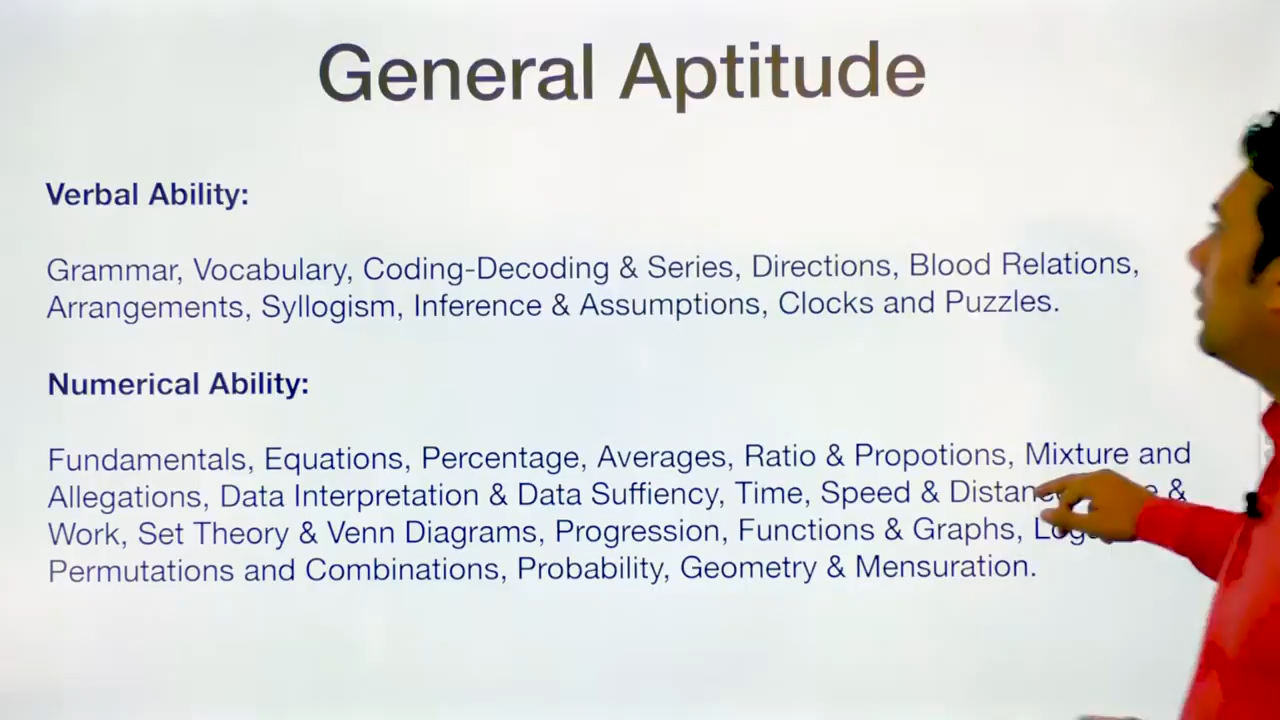 General Aptitude
Verbal Ability:
Grammar, Vocabulary, Coding-Decoding & Series, Directions, Blood Relations,
Arrangements, Syllogism, Inference & Assumptions, Clocks and Puzzles.
Numerical Ability:
Fundamentals, Equations, Percentage, Averages, Ratio & Propotions, Mixture and
Allegations, Data Interpretation & Data Suffiency, Time, Speed & &
Work, Set Theory & Venn Diagrams, Progression, Functions & Graphs,
Permutations and Combinations, Probability, Geometry & Mensuration.